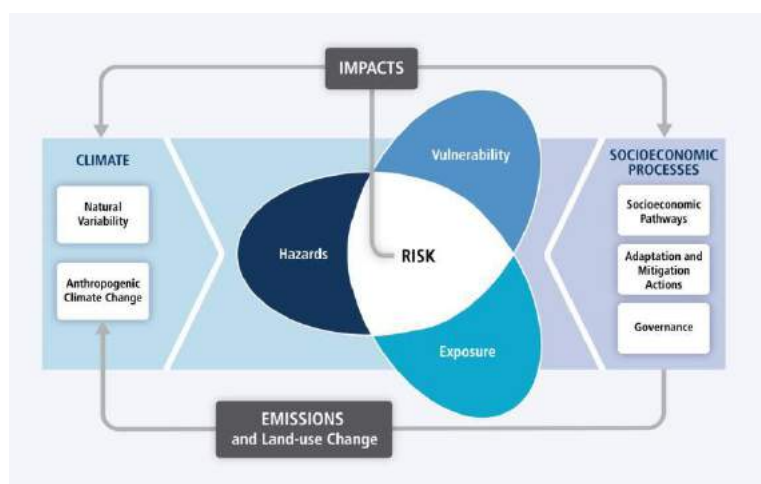 IMPACTS
CLIMATE
Natural
Variability
Anthropogenic
Climate Change
Vulnerability
Hazards
RISK
Exposure
SOCIOECONOMIC
PROCESSES
Socioeconomic
Pathways
Adaptation and
Mitigation
Actions
Governance
EMISSIONS
and Land-use Change